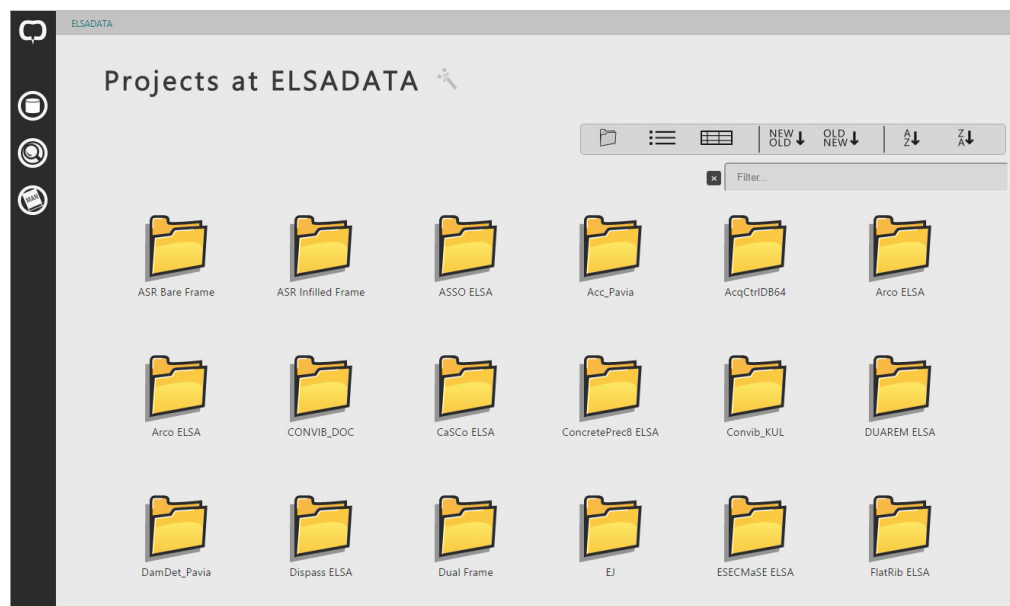 ELSADATA
Projects at ELSADATA
NEW OLD NEW A Z
OLD NEW Z A
Filter...
MAN
ASR Bare Frame ASR Infilled Frame ASSO ELSA Acc_Pavia AcqCtrlDB64 Arco ELSA
Arco ELSA CONVIB_DOC CaSCo ELSA ConcretePrec8 ELSA Convib_KUL DUAREM ELSA
DamDet_Pavia Dispass ELSA Dual Frame EJ ESECMaSE ELSA FlatRib ELSA